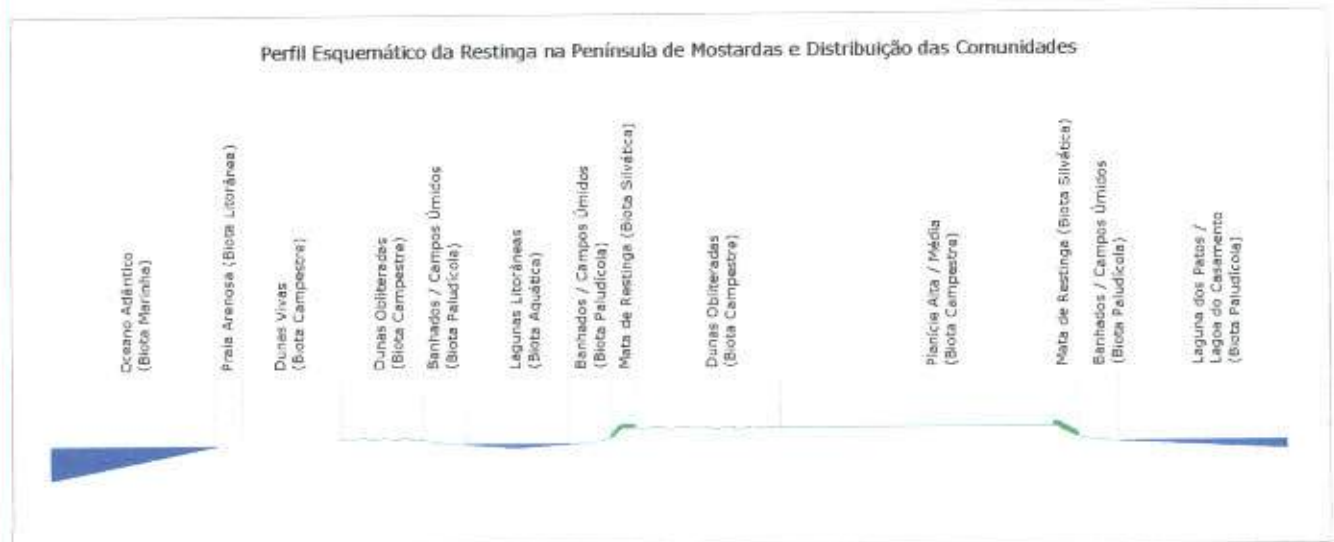 Perfil Esquemático da Restinga na Península de Mostardas e Distribuição das Comunidades
Oceano Atlântico
(Biota Marinha)
Praia Arenosa (Biota Litorânea)
Dunas Vivas
(Biota Campestre)
Dunas Obliteradas
(Biota Campestre)
Banhados / Campos Úmidos
(Biota Paludícola)
Lagunas Litorâneas
(Biota Aquática)
Banhados / Campos Úmidos
(Biota Paludícola)
Mata de Restinga (Biota Silvática)
Dunas Obliteradas
(Biota Campestre)
Planície Alta / Média
(Biota Campestre)
Mata de Restinga (Biota Silvática)
Banhados / Campos Úmidos
(Biota Paludícola)
Laguna dos Patos /
Lagoa do Casamento
(Biota Paludícola)